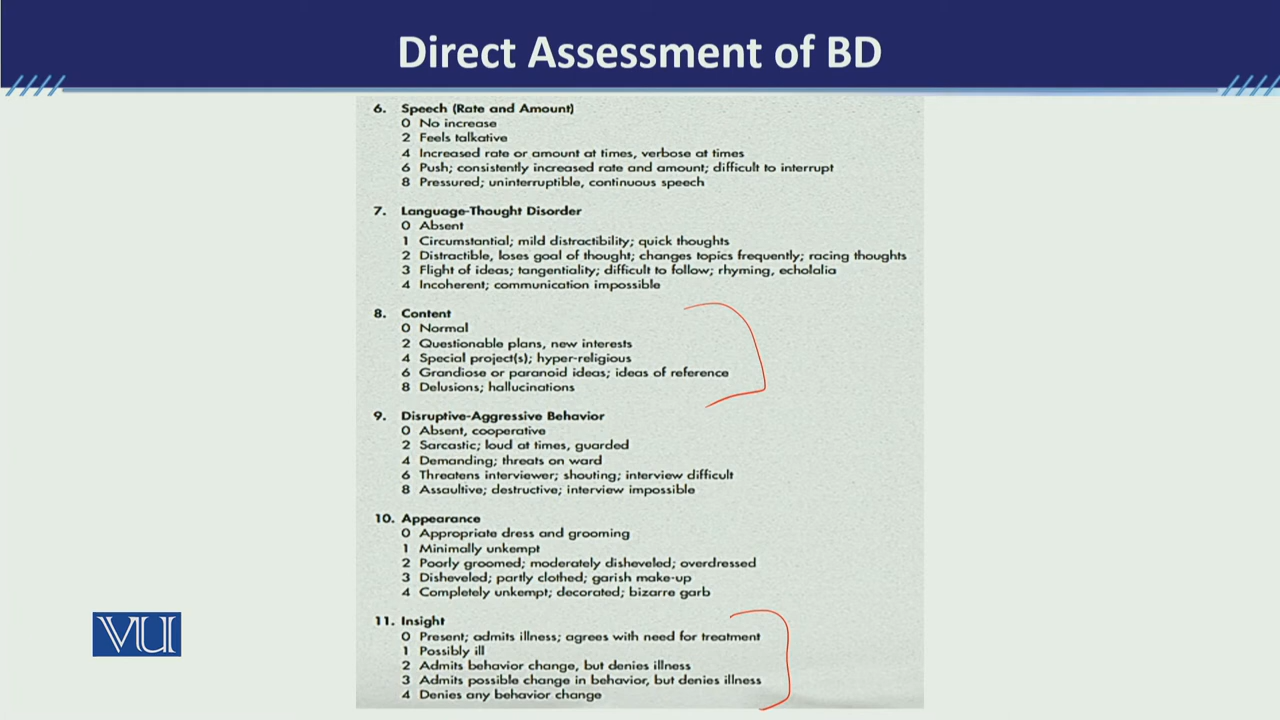 Direct Assessment of BD
6. Speech (Rate and Amount)
0 No increase
2 Feels talkative
4 Increased rate or amount at times, verbose at times
6 Push; consistently increased rate and amount; difficult to interrupt
8 Pressured; uninterruptible, continuous speech
7. Language-Thought Disorder
0 Absent
1 Circumstantial; mild distractibility; quick thoughts
2 Distractible, loses goal of thought; changes topics frequently; racing thoughts
3 Flight of ideas; tangentiality; difficult to follow; rhyming, echolalia
4 Incoherent; communication impossible
8. Content
0 Normal
2 Questionable plans, new interests
4 Special project(s); hyper-religious
6 Grandiose or paranoid ideas; ideas of reference
8 Delusions; hallucinations
9. Disruptive-Aggressive Behavior
0 Absent, cooperative
2 Sarcastic; loud at times, guarded
4 Demanding; threats on ward
6 Threatens interviewer; shouting; interview difficult
8 Assaultive; destructive; interview impossible
10. Appearance
0 Appropriate dress and grooming
1 Minimally unkempt
2 Poorly groomed; moderately disheveled; overdressed
3 Disheveled; partly clothed; garish make-up
4 Completely unkempt; decorated; bizarre garb
11. Insight
0 Present; admits illness; agrees with need for treatment
1 Possibly ill
2 Admits behavior change, but denies illness
3 Admits possible change in behavior, but denies illness
4 Denies any behavior change
VU